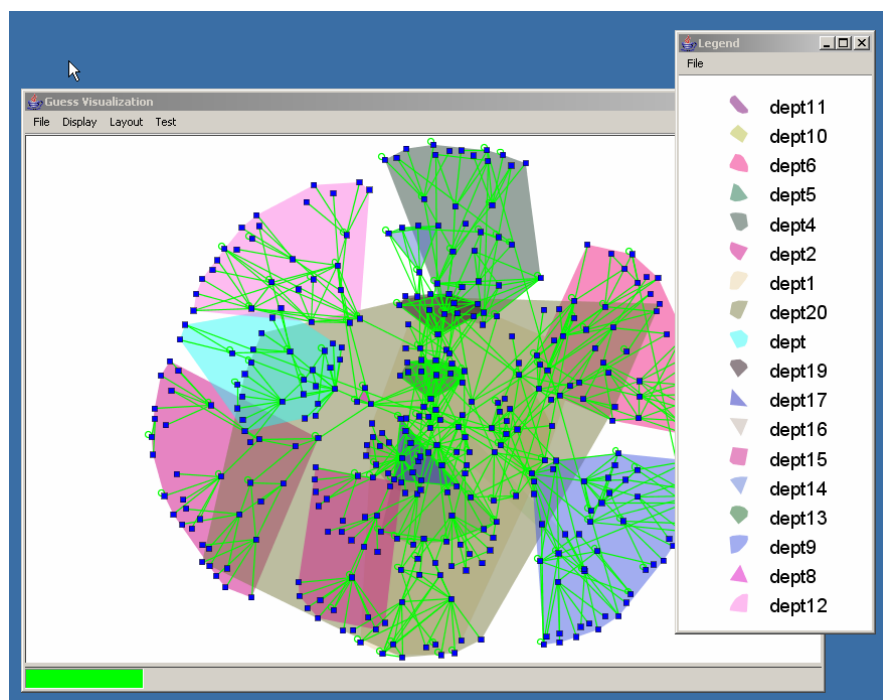 Legend
File
Guess Visualization
File Display Layout Test
dept11
dept10
dept6
dept5
dept4
dept2
dept1
dept20
dept
dept19
dept17
dept16
dept15
dept14
dept13
dept9
dept8
dept12